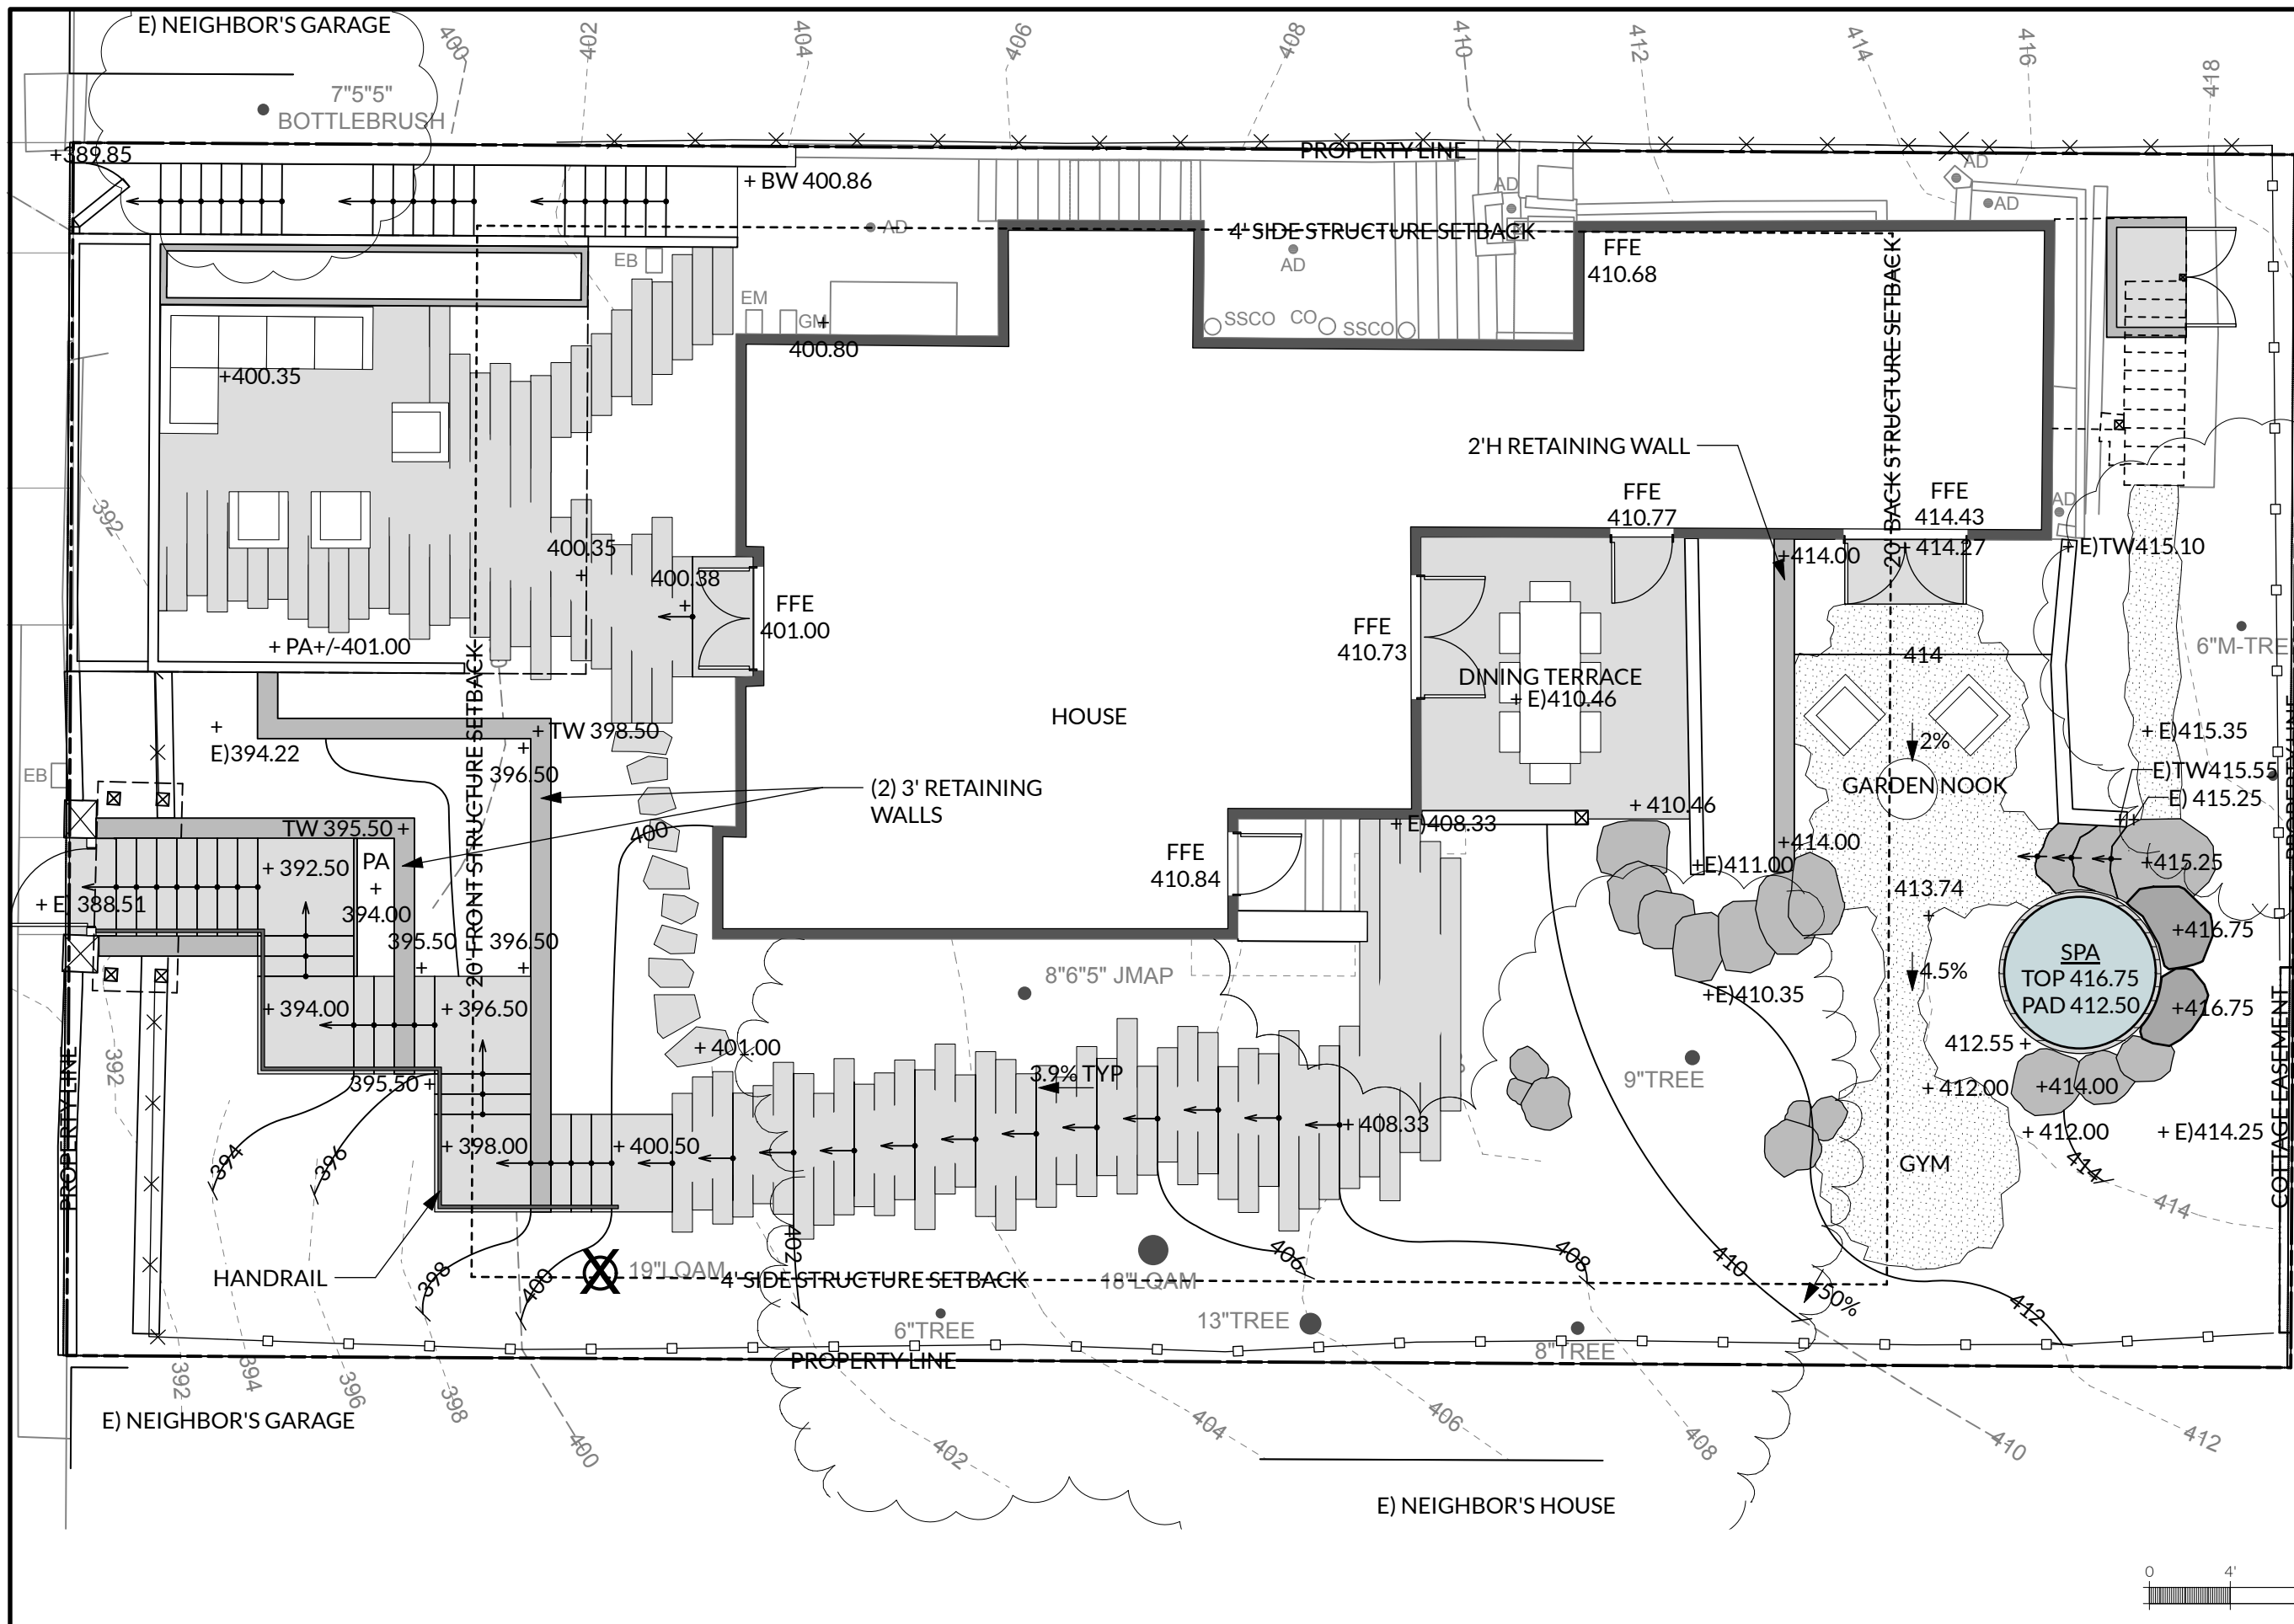 E) NEIGHBOR'S GARAGE
400
402
404
406
408
410
412
414
416
418
7"5"5"
BOTTLEBRUSH
+389.85
PROPERTY LINE
+ BW 400.86
AD
AD
AD
AD
4' SIDE STRUCTURE SETBACK
AD
EB
EM
GM
+
400.80
SSCO
CO
SSCO
FFE
410.68
20' BACK STRUCTURE SETBACK
+400.35
2'H RETAINING WALL
FFE
410.77
FFE
414.43
AD
392
400.35
+
400.38
+
FFE
401.00
+414.00
+ 414.27
+ E)TW415.10
FFE
410.73
DINING TERRACE
+ E)410.46
414
6"M-TRE
+ PA+/-401.00
20' FRONT STRUCTURE SETBACK
HOUSE
+
E)394.22
+ TW 398.50
+
396.50
2%
+ E)415.35
PROPERTY LINE
EB
(2) 3' RETAINING
WALLS
GARDEN NOOK
E)TW415.55
E) 415.25
+ +
TW 395.50 +
400
+ 410.46
+ E)408.33
+ 392.50
PA
+
394.00
FFE
410.84
+E)411.00
+414.00
+415.25
+ E) 388.51
413.74
+
395.50
+
396.50
+
+416.75
SPA
TOP 416.75
PAD 412.50
8"6"5" JMAP
4.5%
+E)410.35
+ 394.00
+ 396.50
+416.75
+ 401.00
412.55 +
392
PROPERTY LINE
395.50 +
3.9% TYP
9"TREE
+ 412.00
+414.00
COTTAGE EASEMENT
+ 398.00
+ 400.50
+ 408.33
+ 412.00
+ E)414.25
394
396
GYM
414
414
HANDRAIL
398
400
19"LQAM
402
4' SIDE STRUCTURE SETBACK
18"LQAM
406
408
410
50%
412
6"TREE
13"TREE
8"TREE
PROPERTY LINE
392
394
396
398
400
402
404
406
408
410
412
E) NEIGHBOR'S GARAGE
E) NEIGHBOR'S HOUSE
0
4'